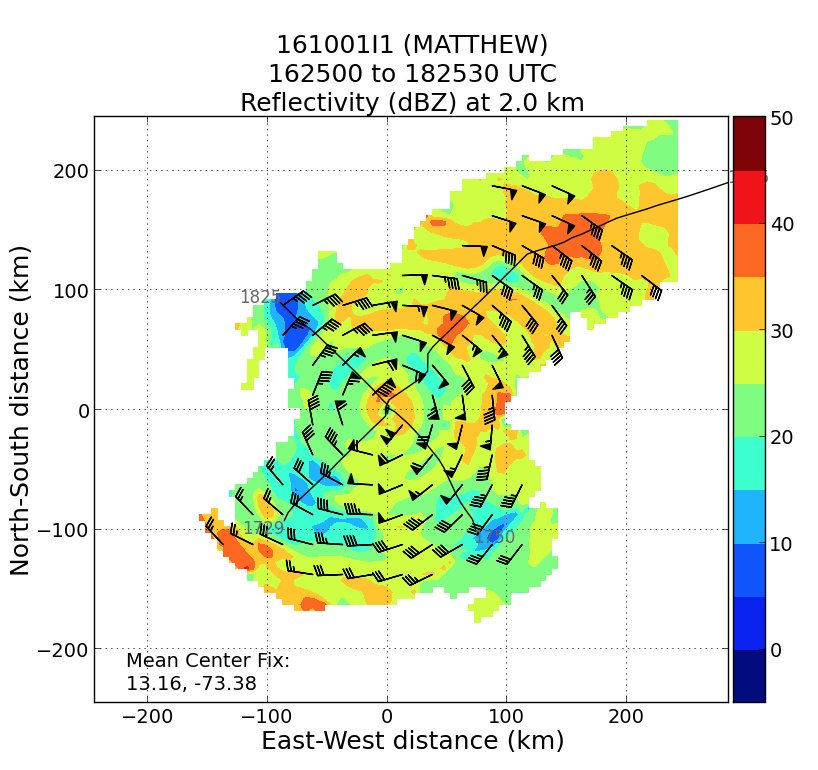 161001I1 (MATTHEW)
162500 to 182530 UTC
Reflectivity (dBZ) at 2.0 km
North-South distance (km)
200
100
0
−100
−200
1825
1729
1750
Mean Center Fix:
13.16, -73.38
−200 −100 0 100 200
East-West distance (km)
50
40
30
20
10
0